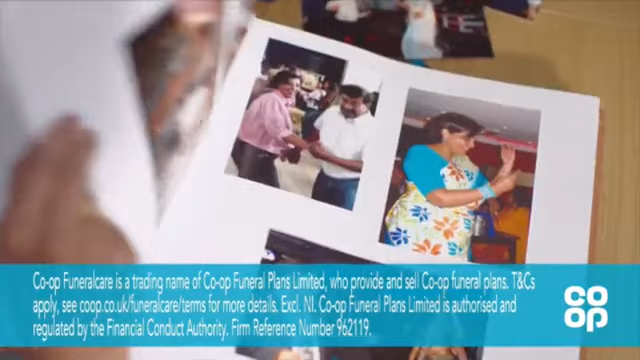 Co-op Funeralcare is a trading name of Co-op Funeral Plans Limited, who provide and sell Co-op funeral plans. T&Cs
apply, see coop.co.uk/funeralcare/terms for more details. Excl. NI. Co-op Funeral Plans Limited is authorised and
regulated by the Financial Conduct Authority. Firm Reference Number 962119.
CO
OP